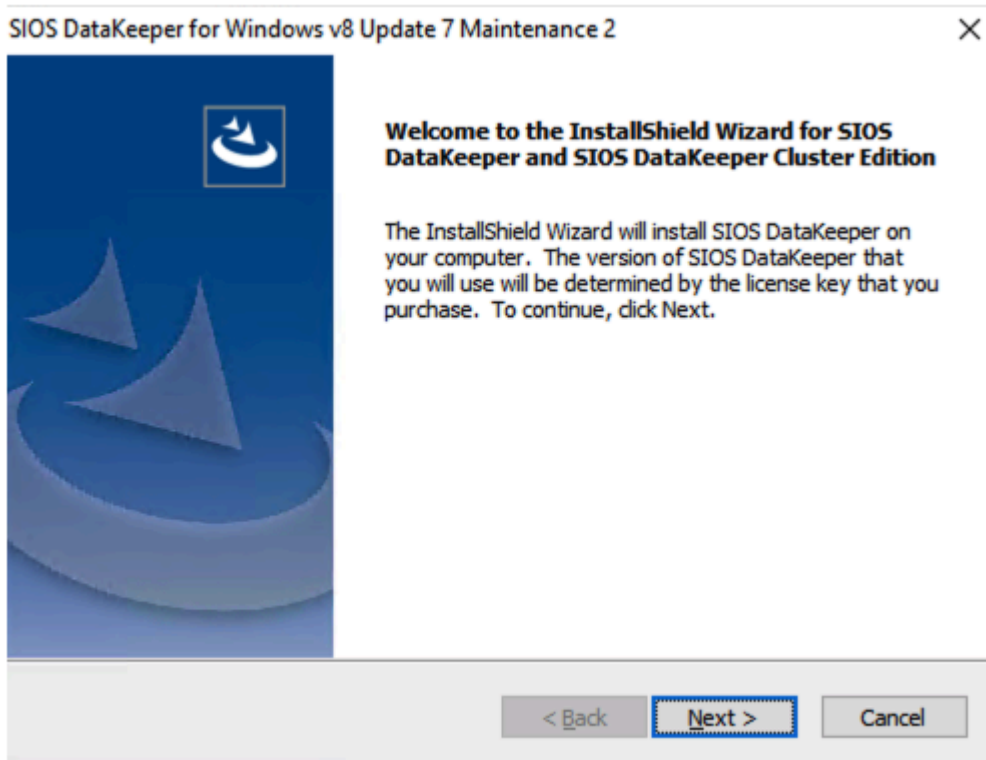 SIOS DataKeeper for Windows v8 Update 7 Maintenance 2
Welcome to the InstallShield Wizard for SIOS
DataKeeper and SIOS DataKeeper Cluster Edition
The InstallShield Wizard will install SIOS DataKeeper on
your computer. The version of SIOS DataKeeper that
you will use will be determined by the license key that you
purchase. To continue, click Next.
< Back Next > Cancel